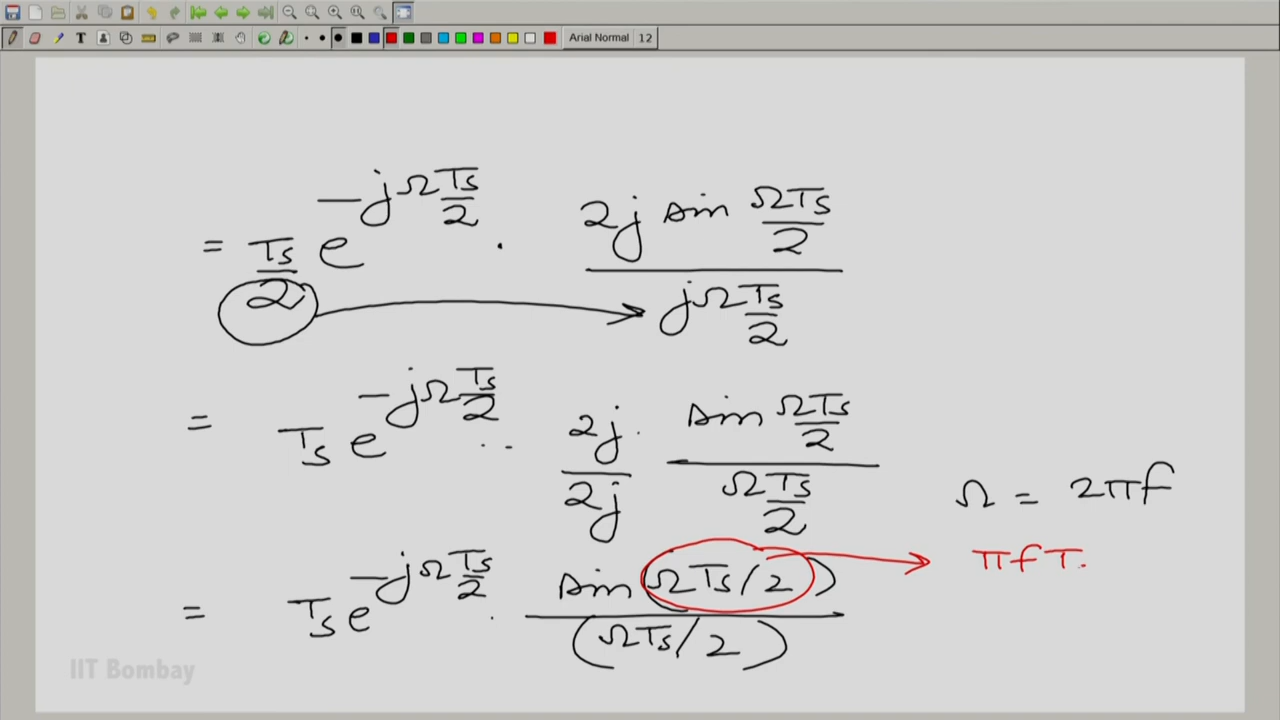 T Arial Normal 12
= Ts/2 e^(-jΩTs/2) · (2j sin ΩTs/2)/(jΩTs/2)
= Ts e^(-jΩTs/2) ·· 2j/2j · (sin ΩTs/2)/(ΩTs/2)
Ω = 2πf
= Ts e^(-jΩTs/2) · sin(ΩTs/2)/(ΩTs/2)
πfT.
IIT Bombay